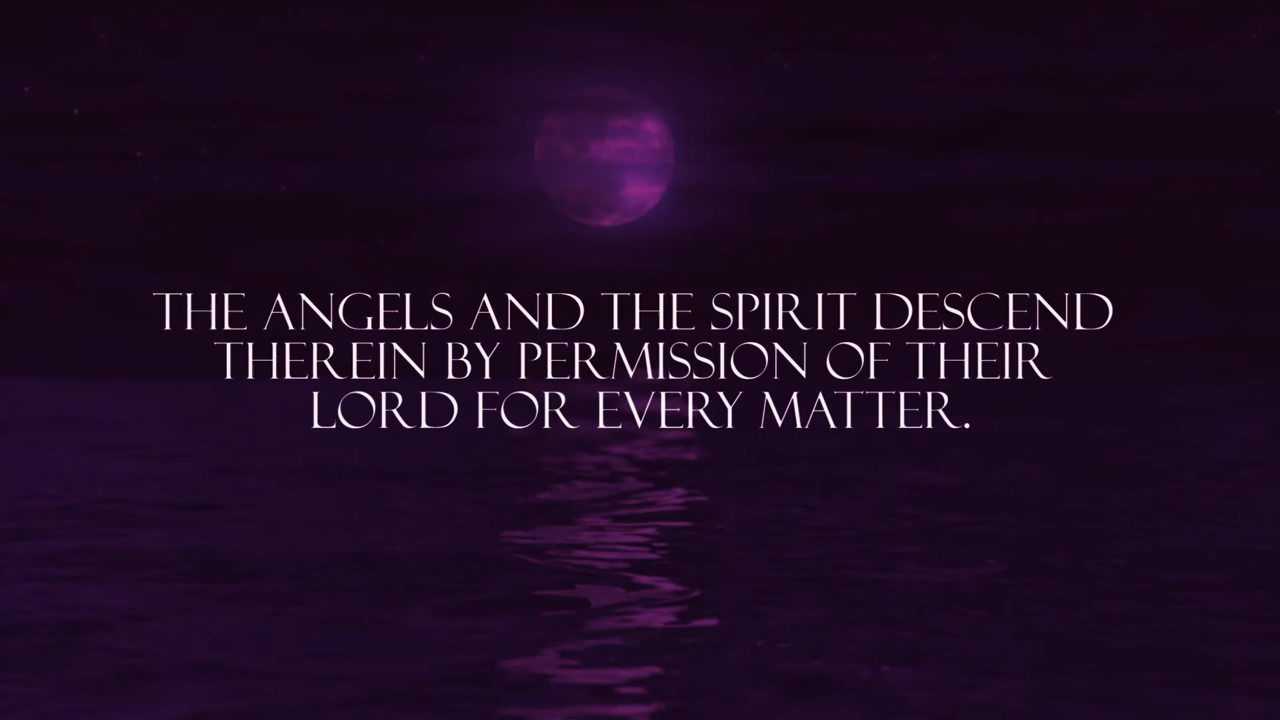 THE ANGELS AND THE SPIRIT DESCEND
THEREIN BY PERMISSION OF THEIR
LORD FOR EVERY MATTER.